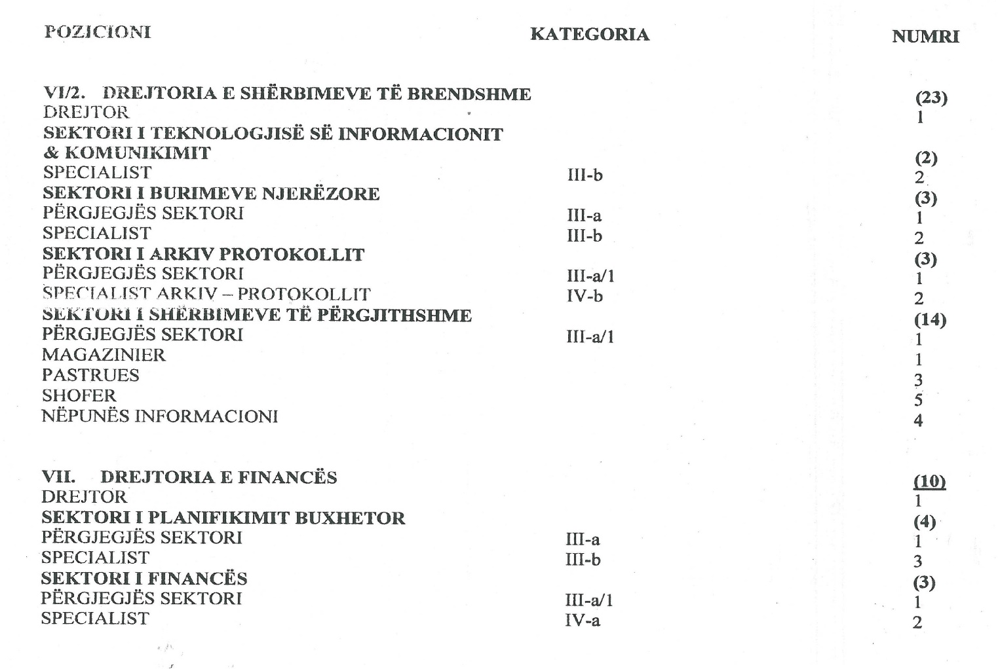 POZICIONI KATEGORIA NUMRI
VI/2. DREJTORIA E SHËRBIMEVE TË BRENDSHME (23)
DREJTOR 1
SEKTORI I TEKNOLOGJISË SË INFORMACIONIT
& KOMUNIKIMIT (2)
SPECIALIST III-b 2
SEKTORI I BURIMEVE NJERËZORE (3)
PËRGJEGJËS SEKTORI III-a 1
SPECIALIST III-b 2
SEKTORI I ARKIV PROTOKOLLIT (3)
PËRGJEGJËS SEKTORI III-a/1 1
SPECIALIST ARKIV – PROTOKOLLIT IV-b 2
SEKTORI I SHËRBIMEVE TË PËRGJITHSHME (14)
PËRGJEGJËS SEKTORI III-a/1 1
MAGAZINIER 1
PASTRUES 3
SHOFER 5
NËPUNËS INFORMACIONI 4
VII. DREJTORIA E FINANCËS (10)
DREJTOR 1
SEKTORI I PLANIFIKIMIT BUXHETOR (4)
PËRGJEGJËS SEKTORI III-a 1
SPECIALIST III-b 3
SEKTORI I FINANCËS (3)
PËRGJEGJËS SEKTORI III-a/1 1
SPECIALIST IV-a 2